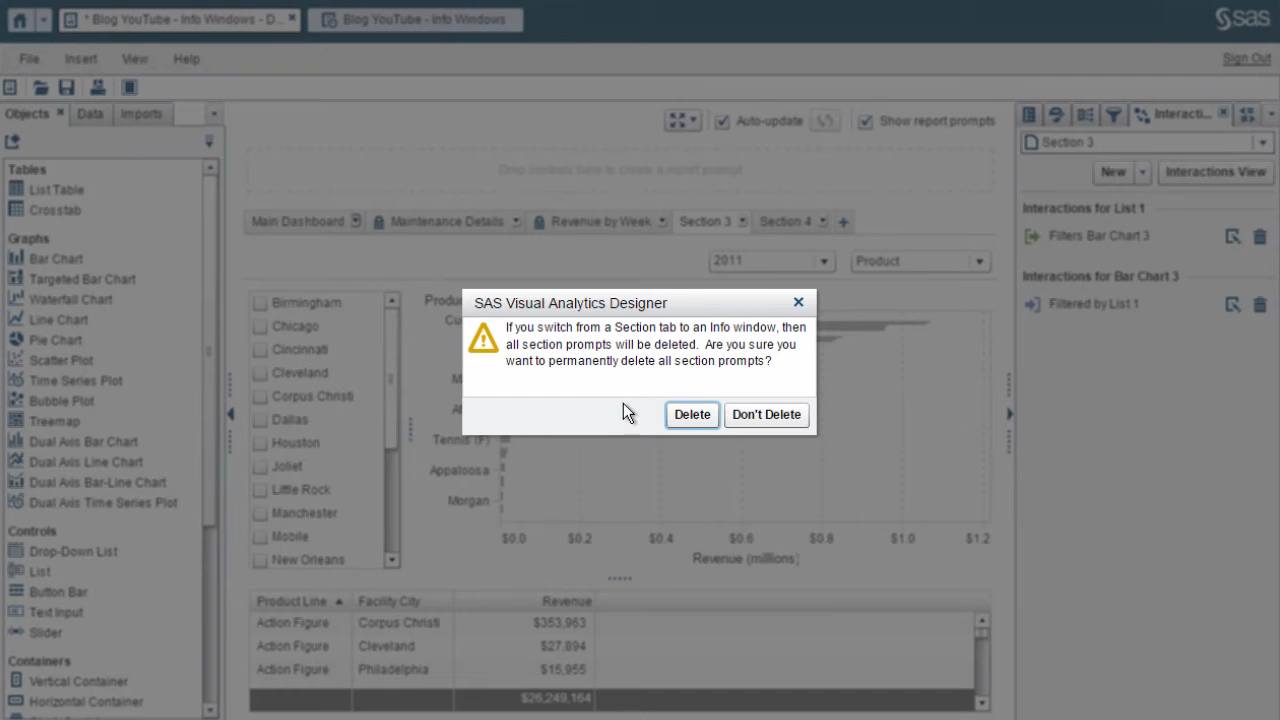 * Blog YouTube - Info Windows - D...
Blog YouTube - Info Windows
sas
File Insert View Help
Sign Out
Objects Data Imports
Auto-update
Show report prompts
Interacti...
Drop controls here to create a report prompt
Section 3
New
Interactions View
Main Dashboard
Maintenance Details
Revenue by Week
Section 3
Section 4
+
2011
Product
Interactions for List 1
Filters Bar Chart 3
Interactions for Bar Chart 3
Filtered by List 1
Tables
List Table
Crosstab
Graphs
Bar Chart
Targeted Bar Chart
Waterfall Chart
Line Chart
Pie Chart
Scatter Plot
Time Series Plot
Bubble Plot
Treemap
Dual Axis Bar Chart
Dual Axis Line Chart
Dual Axis Bar-Line Chart
Dual Axis Time Series Plot
Controls
Drop-Down List
List
Button Bar
Text Input
Slider
Containers
Vertical Container
Horizontal Container
Birmingham
Chicago
Cincinnati
Cleveland
Corpus Christi
Dallas
Houston
Joliet
Little Rock
Manchester
Mobile
New Orleans
SAS Visual Analytics Designer
If you switch from a Section tab to an Info window, then
all section prompts will be deleted. Are you sure you
want to permanently delete all section prompts?
Delete
Don't Delete
Tennis (F)
Appaloosa
Morgan
$0.0 $0.2 $0.4 $0.6 $0.8 $1.0 $1.2
Revenue (millions)
Product Line Facility City Revenue
Action Figure Corpus Christi $353,963
Action Figure Cleveland $27,894
Action Figure Philadelphia $15,955
$26,249,164